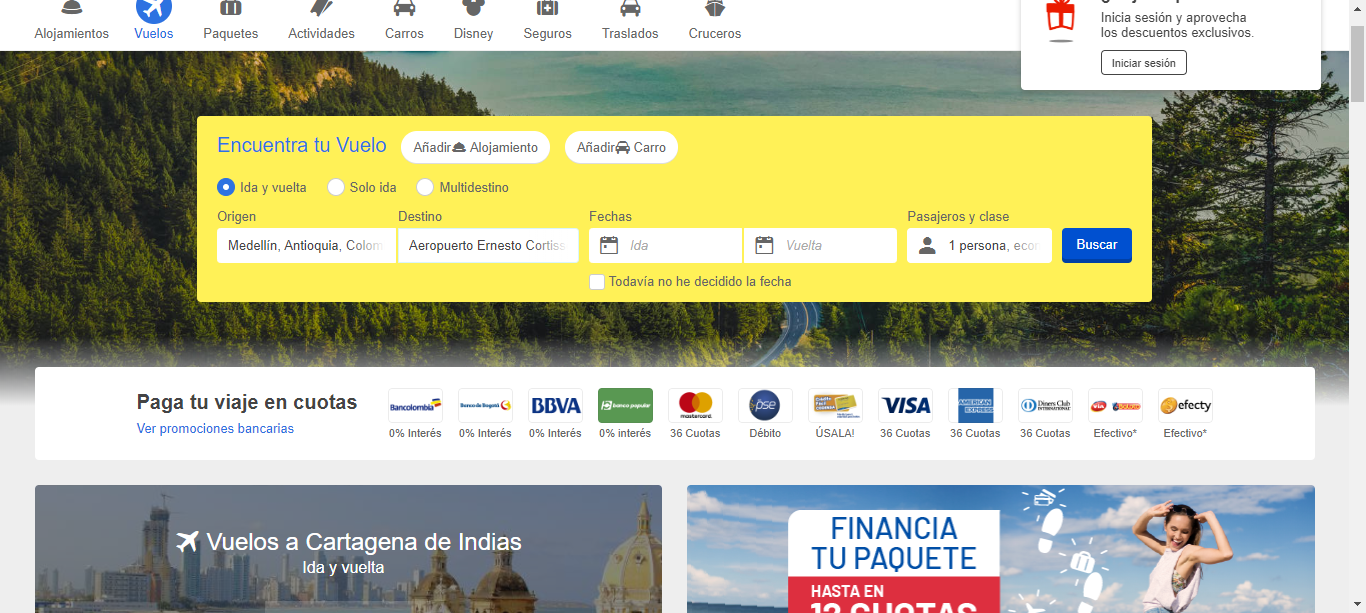 Alojamientos Vuelos Paquetes Actividades Carros Disney Seguros Traslados Cruceros
Inicia sesión y aprovecha
los descuentos exclusivos.
Iniciar sesión
Encuentra tu Vuelo Añadir Alojamiento Añadir Carro
Ida y vuelta Solo ida Multidestino
Origen Destino Fechas Pasajeros y clase
Medellín, Antioquia, Colom Aeropuerto Ernesto Cortiss Ida Vuelta 1 persona, econ Buscar
Todavía no he decidido la fecha
Paga tu viaje en cuotas
Ver promociones bancarias
Bancolombia Banco de Bogotá BBVA banco popular mastercard pse VISA AMERICAN EXPRESS Diners Club INTERNATIONAL via efecty
0% Interés 0% Interés 0% Interés 0% interés 36 Cuotas Débito ÚSALA! 36 Cuotas 36 Cuotas 36 Cuotas Efectivo* Efectivo*
Vuelos a Cartagena de Indias
Ida y vuelta
FINANCIA
TU PAQUETE
HASTA EN
12 CUOTAS